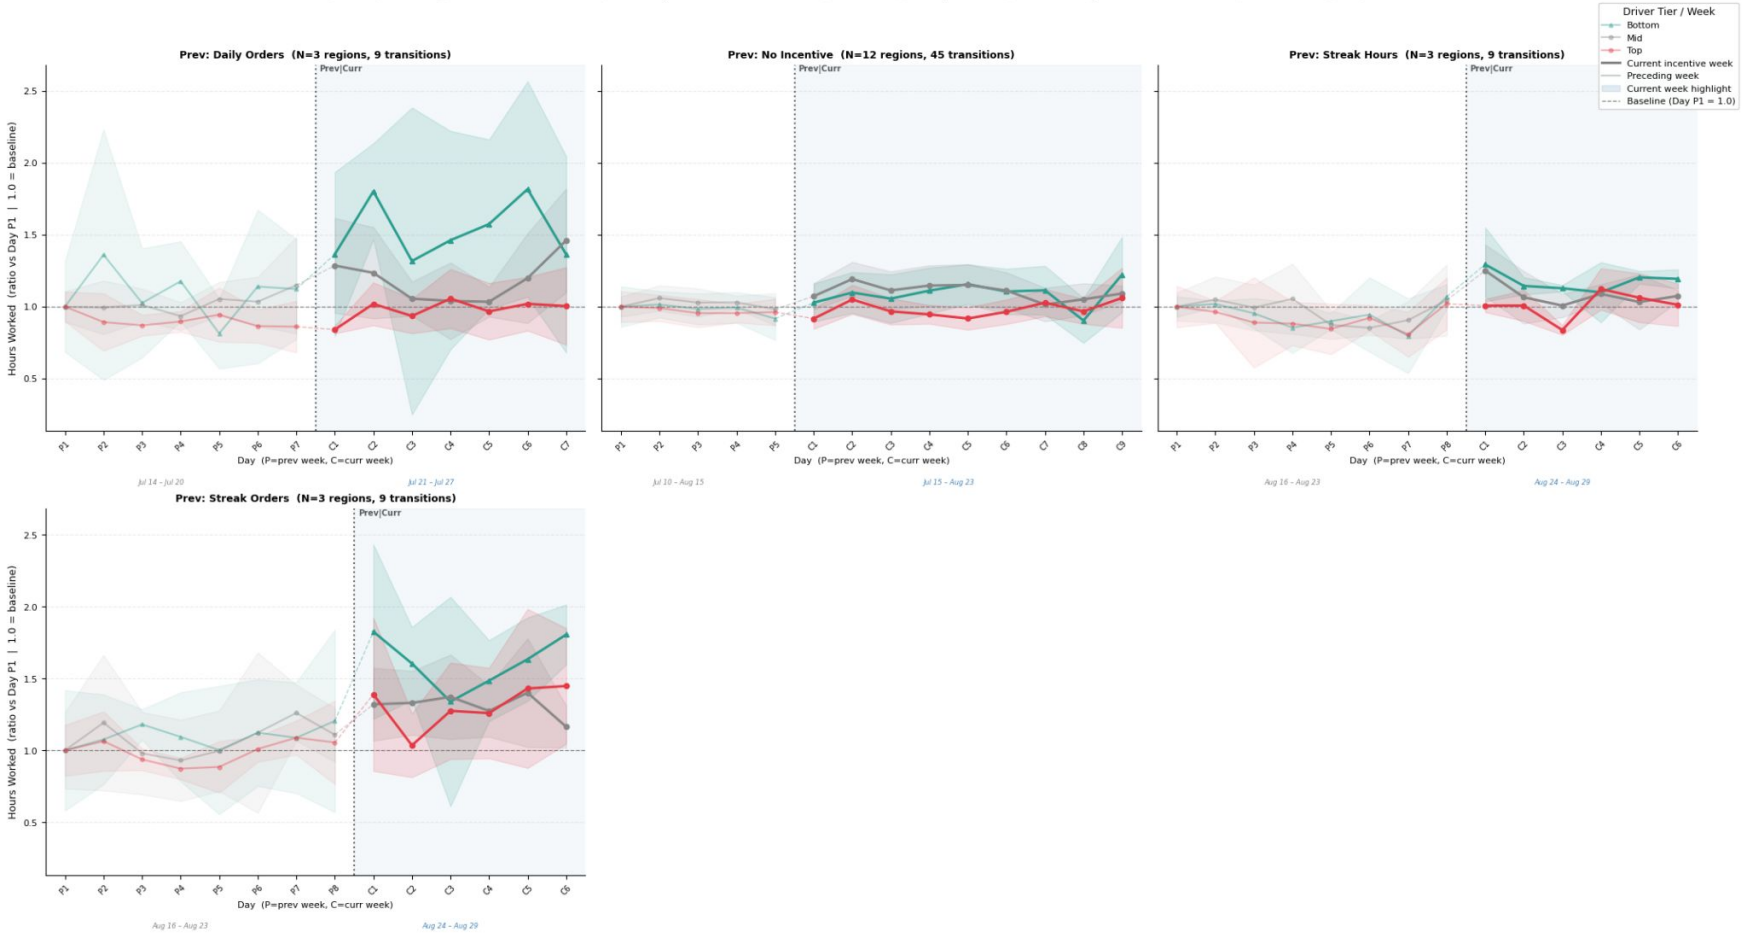 Driver Tier / Week
Bottom
Mid
Top
Current incentive week
Preceding week
Current week highlight
Baseline (Day P1 = 1.0)
Prev: Daily Orders (N=3 regions, 9 transitions)
Prev|Curr
Hours Worked (ratio vs Day P1 | 1.0 = baseline)
2.5
2.0
1.5
1.0
0.5
P1 P2 P3 P4 P5 P6 P7 C1 C2 C3 C4 C5 C6 C7
Day (P=prev week, C=curr week)
Jul 14 – Jul 20
Jul 21 – Jul 27
Prev: No Incentive (N=12 regions, 45 transitions)
Prev|Curr
P1 P2 P3 P4 P5 C1 C2 C3 C4 C5 C6 C7 C8 C9
Day (P=prev week, C=curr week)
Jul 10 – Aug 15
Jul 15 – Aug 23
Prev: Streak Hours (N=3 regions, 9 transitions)
Prev|Curr
P1 P2 P3 P4 P5 P6 P7 P8 C1 C2 C3 C4 C5 C6
Day (P=prev week, C=curr week)
Aug 16 – Aug 23
Aug 24 – Aug 29
Prev: Streak Orders (N=3 regions, 9 transitions)
Prev|Curr
Hours Worked (ratio vs Day P1 | 1.0 = baseline)
2.5
2.0
1.5
1.0
0.5
P1 P2 P3 P4 P5 P6 P7 P8 C1 C2 C3 C4 C5 C6
Day (P=prev week, C=curr week)
Aug 16 – Aug 23
Aug 24 – Aug 29